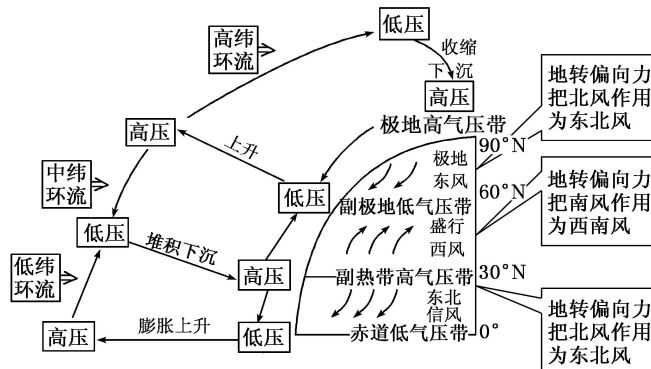 高纬
环流
低压
收缩
下沉
高压
地转偏向力
把北风作用
为东北风
极地高气压带
90°N
高压
上升
极地
东风
中纬
环流
低压
60°N
地转偏向力
把南风作用
为西南风
副极地低气压带
低压
堆积下沉
盛行
西风
低纬
环流
高压
副热带高气压带
30°N
东北
信风
地转偏向力
把北风作用
为东北风
高压
膨胀上升
低压
赤道低气压带
0°